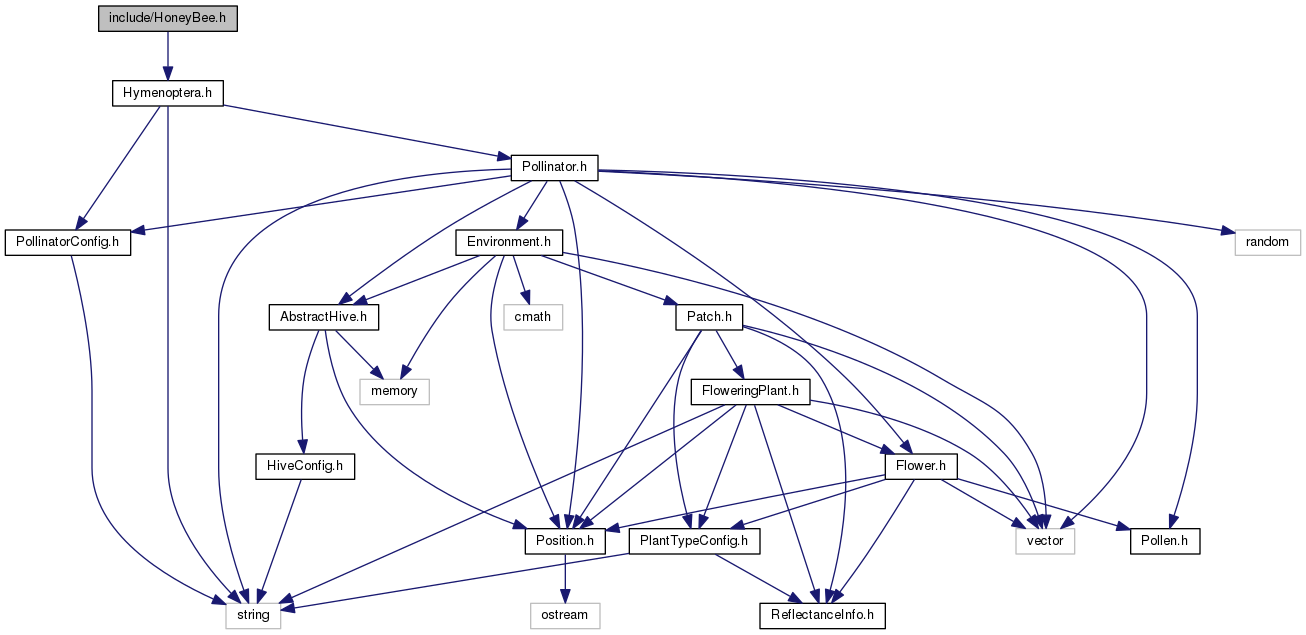 include/HoneyBee.h
Hymenoptera.h
Pollinator.h
PollinatorConfig.h
Environment.h
random
AbstractHive.h
cmath
Patch.h
memory
FloweringPlant.h
HiveConfig.h
Flower.h
Position.h
PlantTypeConfig.h
vector
Pollen.h
string
ostream
ReflectanceInfo.h